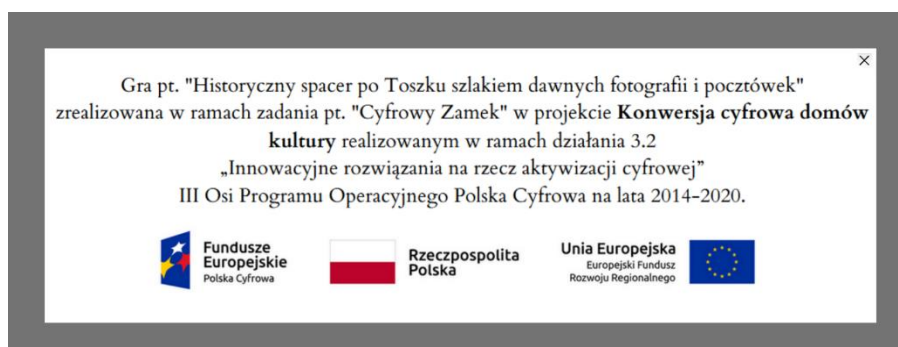 Gra pt. "Historyczny spacer po Toszku szlakiem dawnych fotografii i pocztówek"
zrealizowana w ramach zadania pt. "Cyfrowy Zamek" w projekcie Konwersja cyfrowa domów
kultury realizowanym w ramach działania 3.2
„Innowacyjne rozwiązania na rzecz aktywizacji cyfrowej”
III Osi Programu Operacyjnego Polska Cyfrowa na lata 2014-2020.
Fundusze
Europejskie
Polska Cyfrowa
Rzeczpospolita
Polska
Unia Europejska
Europejski Fundusz
Rozwoju Regionalnego